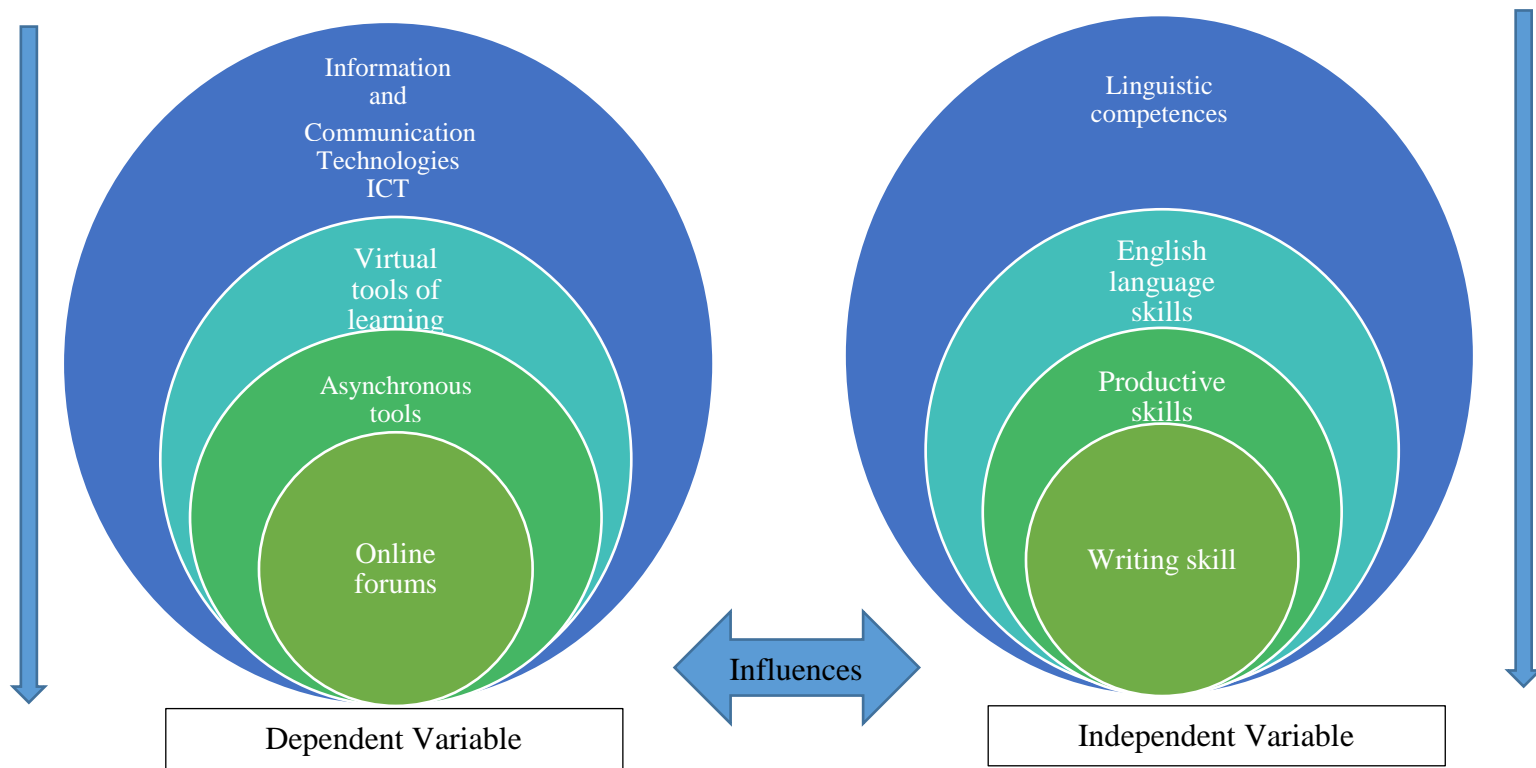 Information
and
Communication
Technologies
ICT
Virtual
tools of
learning
Asynchronous
tools
Online
forums
Dependent Variable
Influences
Linguistic
competences
English
language
skills
Productive
skills
Writing skill
Independent Variable